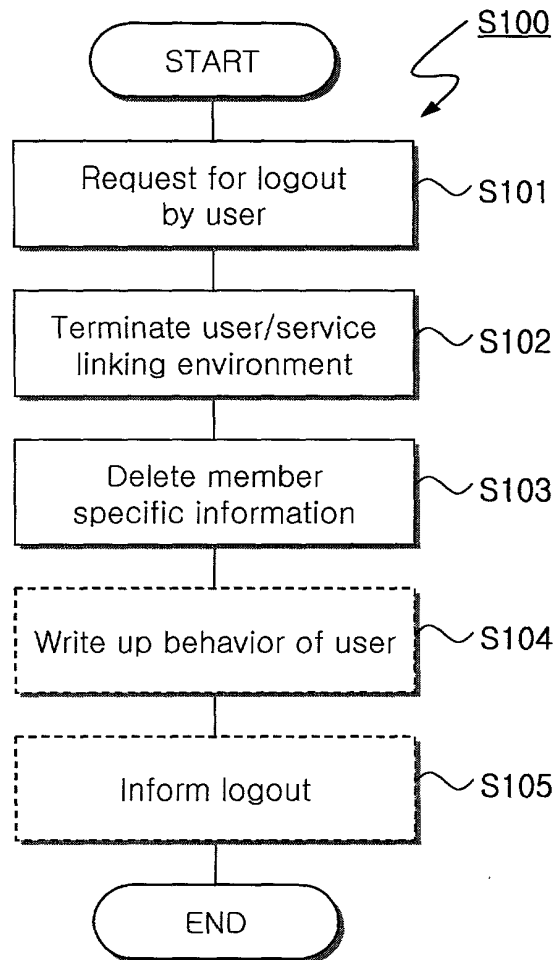 S100
START
Request for logout
by user
S101
Terminate user/service
linking environment
S102
Delete member
specific information
S103
Write up behavior of user
S104
Inform logout
S105
END